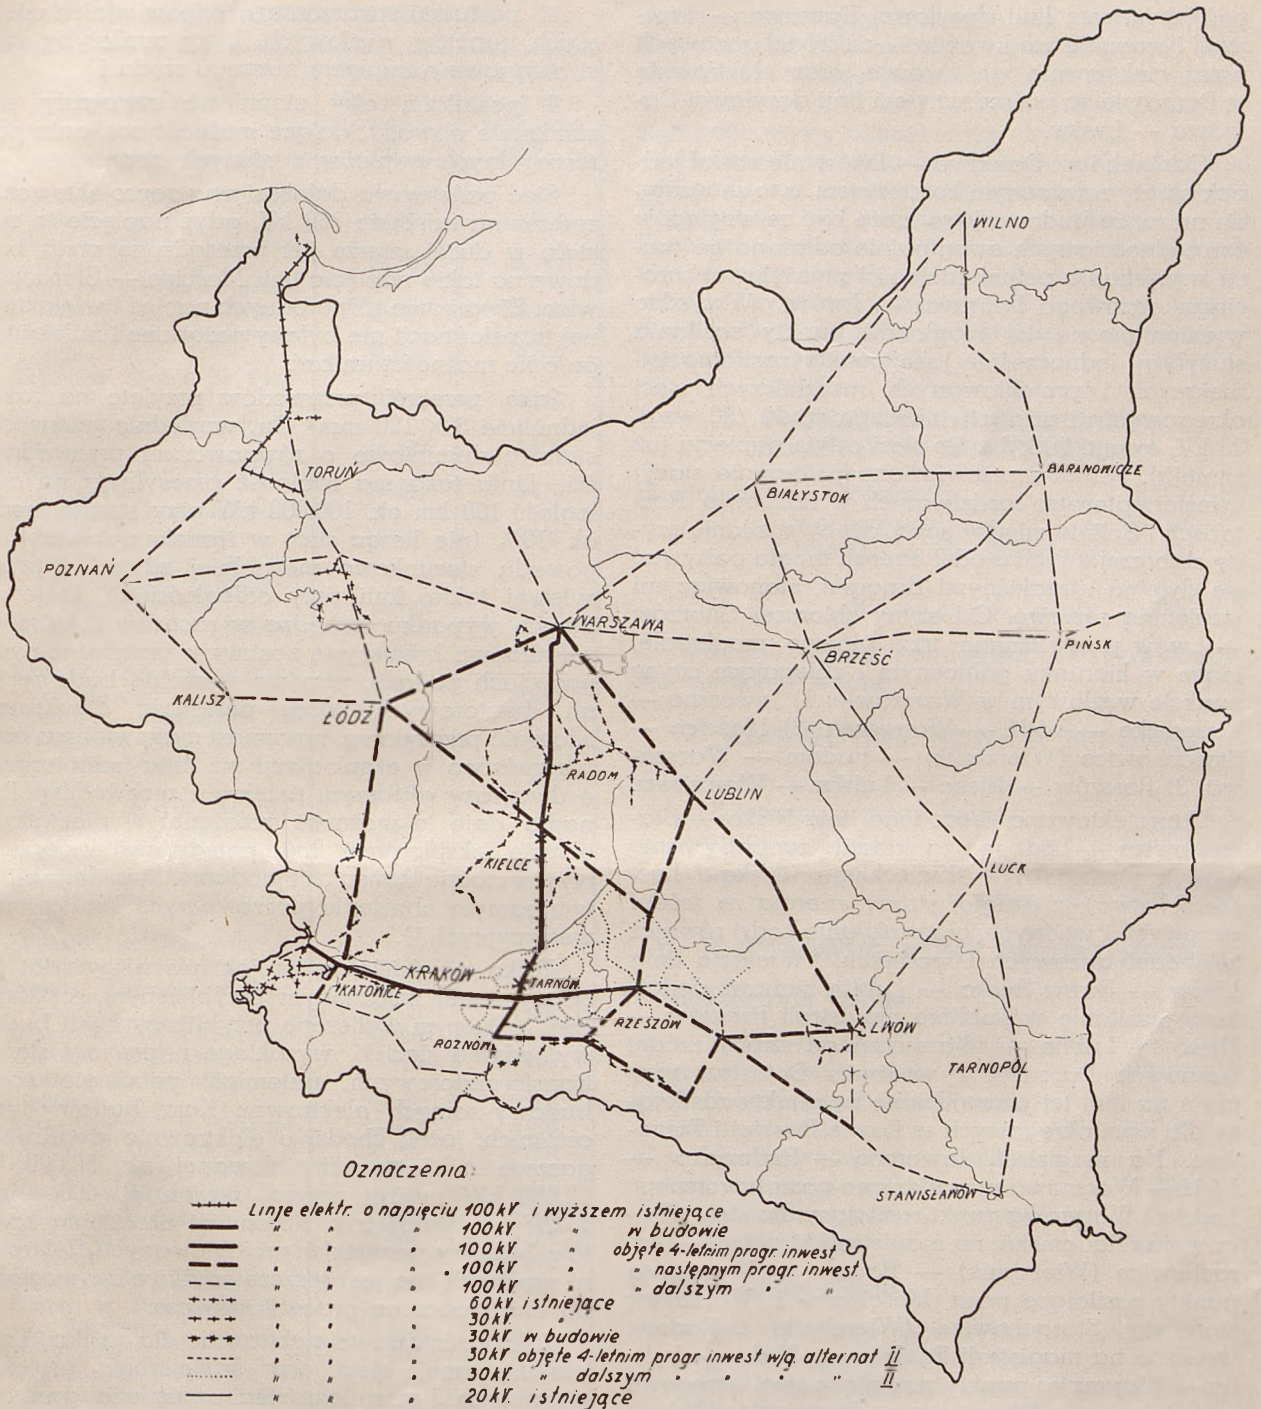 WILNO
BARANOWICZE
BIAŁYSTOK
TORUŃ
POZNAŃ
WARSZAWA
PIŃSK
BRZEŚĆ
KALISZ
ŁÓDŹ
RADOM
LUBLIN
KIELCE
ŁUCK
KRAKÓW
KATOWICE
TARNÓW
RZESZÓW
LWÓW
ROŻNÓW
TARNOPOL
STANISŁAWÓW
Oznaczenia:
Linje elektr. o napięciu 100 kV i wyższem istniejące
" " " 100 kV. " w budowie
" " " 100 kV. " objęte 4-letnim progr. inwest
" " " 100 kV. " " następnym progr. inwest.
" " " 100 kV " " dalszym " "
" " " 60 kV istniejące
" " " 30 kV. "
" " " 30 kV w budowie
" " " 30 kV objęte 4-letnim progr inwest w/g. alternat II
" " " 30 kV. " dalszym " " " " II
" " " 20 kV. istniejące